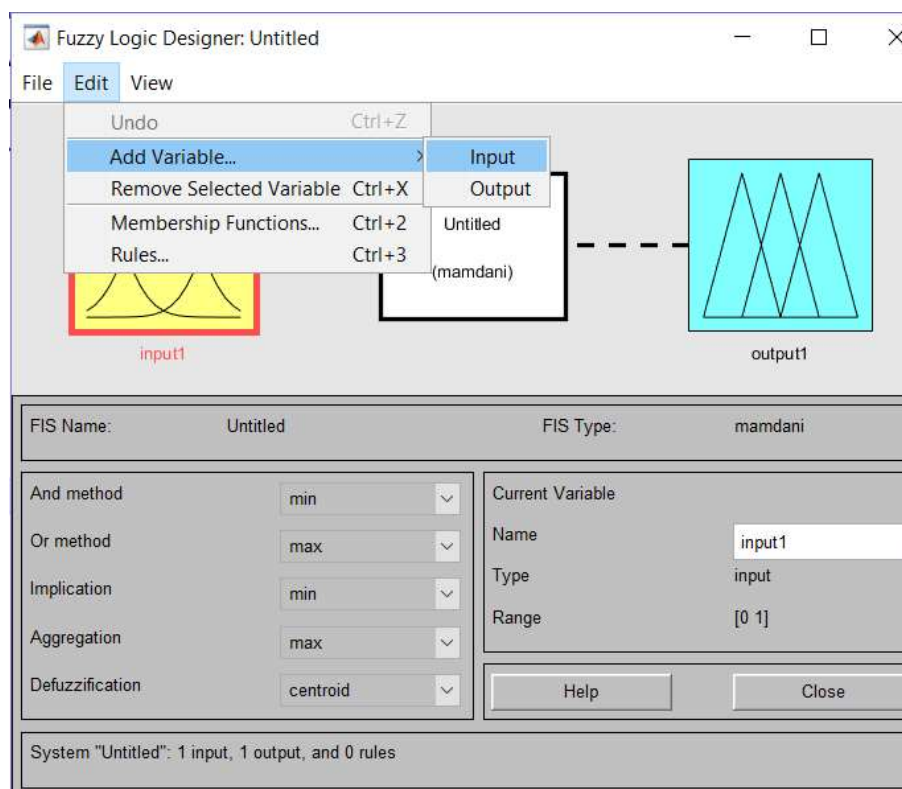 Fuzzy Logic Designer: Untitled
File Edit View
Undo Ctrl+Z
Add Variable... Input
Output
Remove Selected Variable Ctrl+X
Membership Functions... Ctrl+2
Rules... Ctrl+3
Untitled
(mamdani)
input1
output1
FIS Name: Untitled FIS Type: mamdani
And method min
Or method max
Implication min
Aggregation max
Defuzzification centroid
Current Variable
Name input1
Type input
Range [0 1]
Help Close
System "Untitled": 1 input, 1 output, and 0 rules